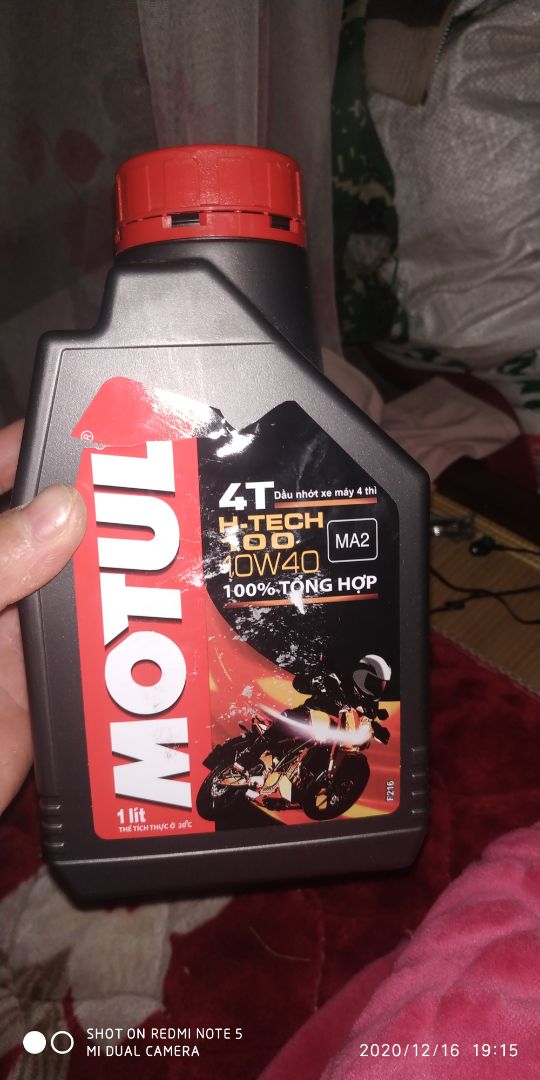 MOTUL®
4T Dầu nhớt xe máy 4 thì
H-TECH
100
10W40
MA2
100% TỔNG HỢP
1 lít
THỂ TÍCH THỰC Ở 20°C
F216
SHOT ON REDMI NOTE 5
MI DUAL CAMERA
2020/12/16 19:15